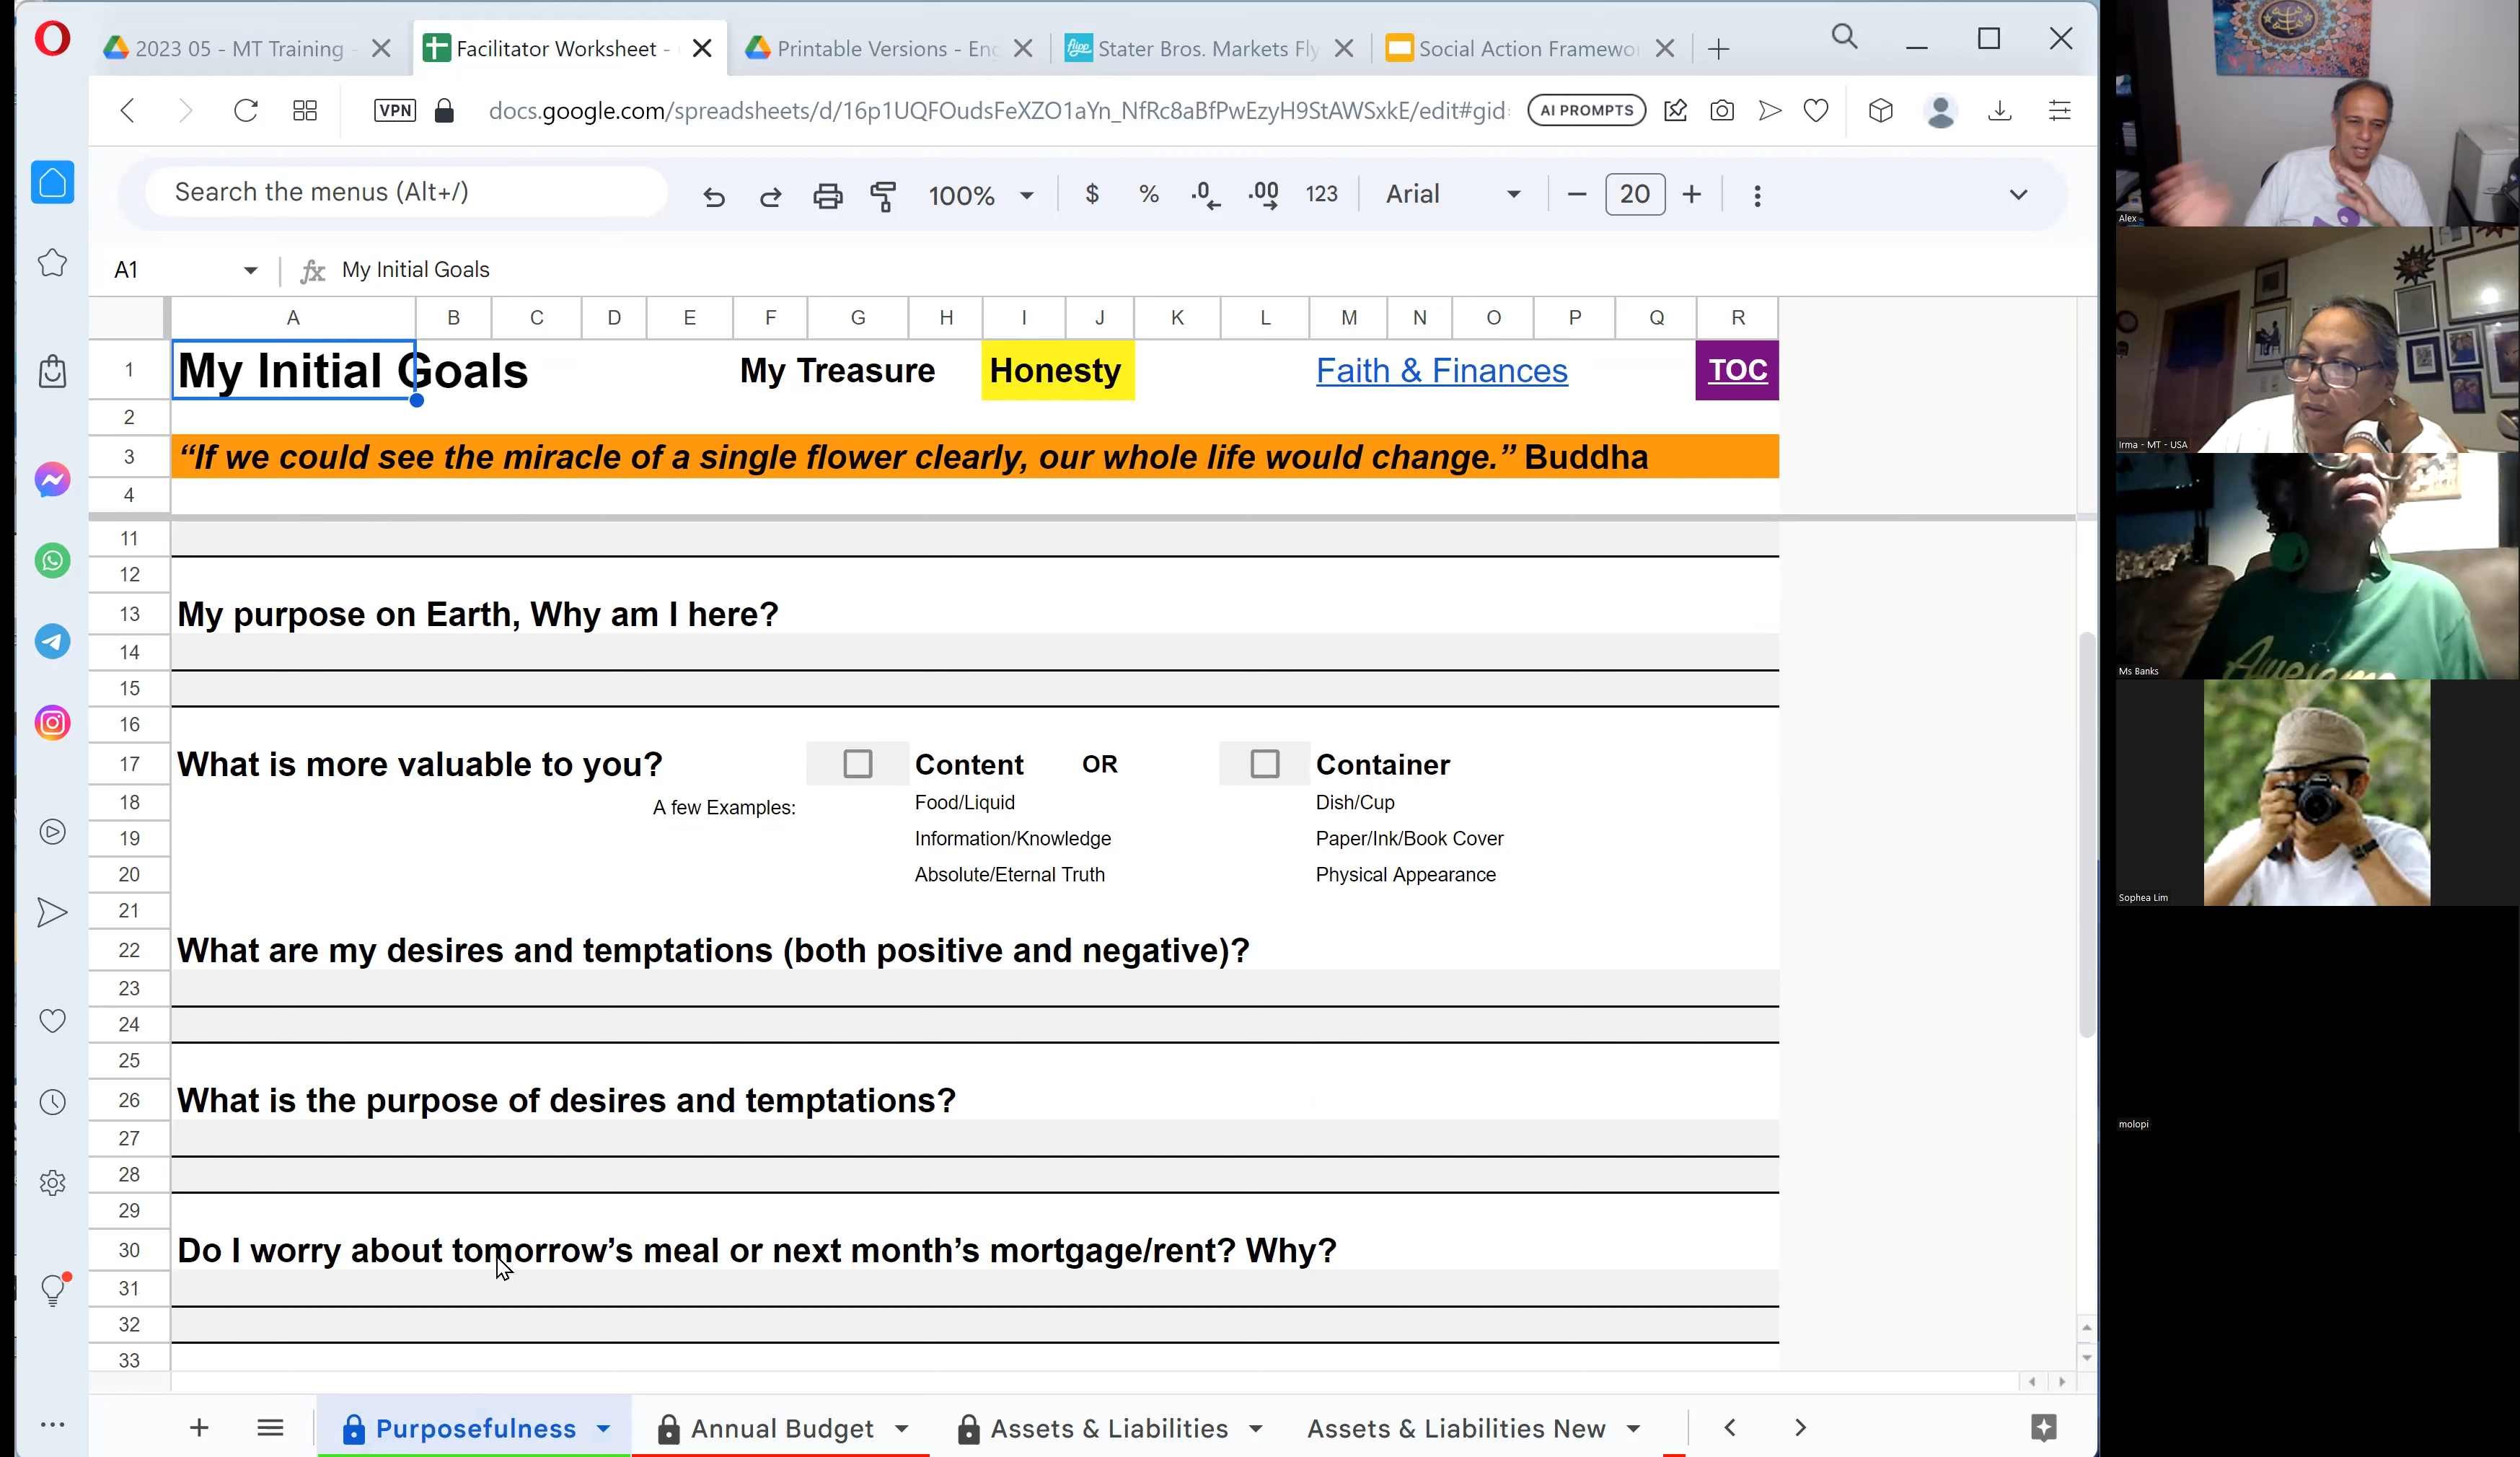 2023 05 - MT Training -
Facilitator Worksheet -
Printable Versions - Eng
flipp
Stater Bros. Markets Fly
Social Action Framewor
VPN
docs.google.com/spreadsheets/d/16p1UQFOudsFeXZO1aYn_NfRc8aBfPwEzyH9StAWSxkE/edit#gid=
AI PROMPTS
Search the menus (Alt+/)
100%
$
%
.0
.00
123
Arial
20
A1
fx
My Initial Goals
A B C D E F G H I J K L M N O P Q R
1 My Initial Goals My Treasure Honesty Faith & Finances TOC
2
3 “If we could see the miracle of a single flower clearly, our whole life would change.” Buddha
4
11
12
13 My purpose on Earth, Why am I here?
14
15
16
17 What is more valuable to you? Content OR Container
18 A few Examples: Food/Liquid Dish/Cup
19 Information/Knowledge Paper/Ink/Book Cover
20 Absolute/Eternal Truth Physical Appearance
21
22 What are my desires and temptations (both positive and negative)?
23
24
25
26 What is the purpose of desires and temptations?
27
28
29
30 Do I worry about tomorrow’s meal or next month’s mortgage/rent? Why?
31
32
33
Purposefulness
Annual Budget
Assets & Liabilities
Assets & Liabilities New
Alex
Irma - MT - USA
Awesome
Ms Banks
Sophea Lim
molopi